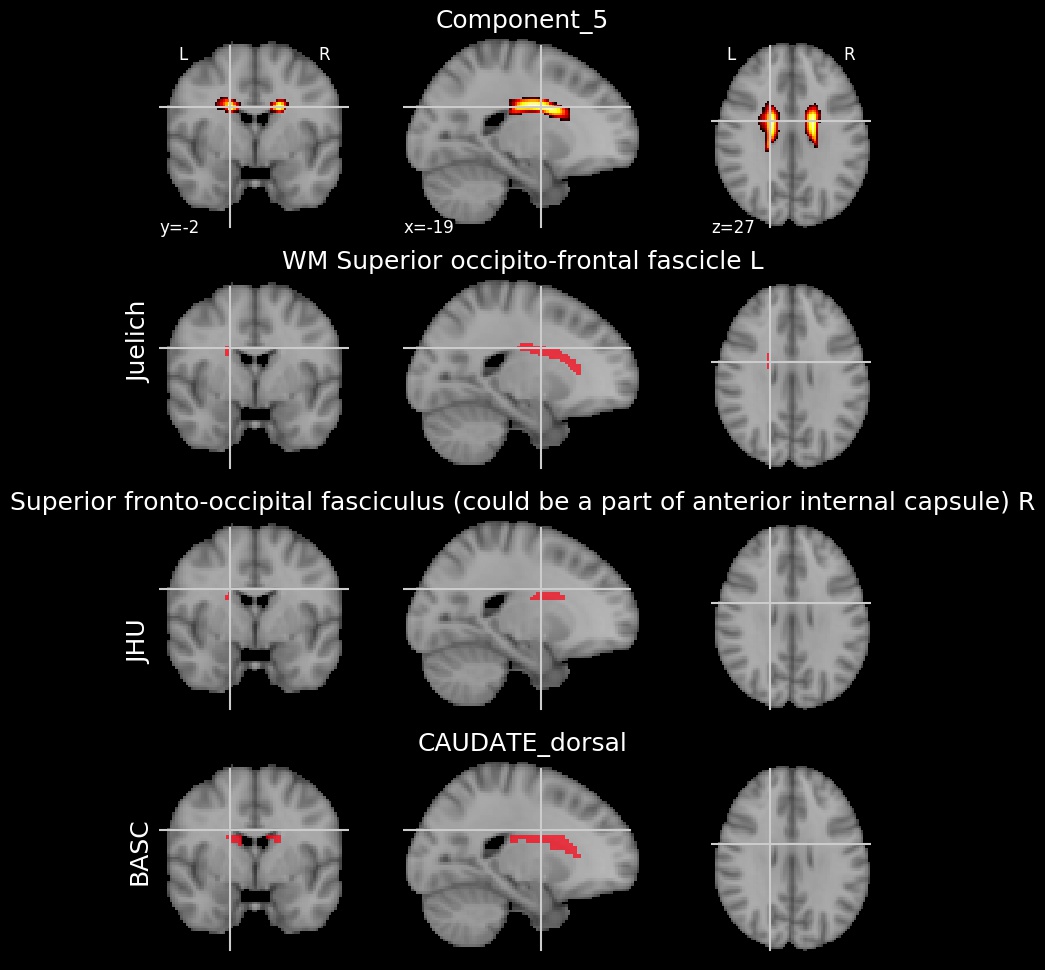 Component_5
L R L R
y=-2 x=-19 z=27
WM Superior occipito-frontal fascicle L
Juelich
Superior fronto-occipital fasciculus (could be a part of anterior internal capsule) R
JHU
CAUDATE_dorsal
BASC